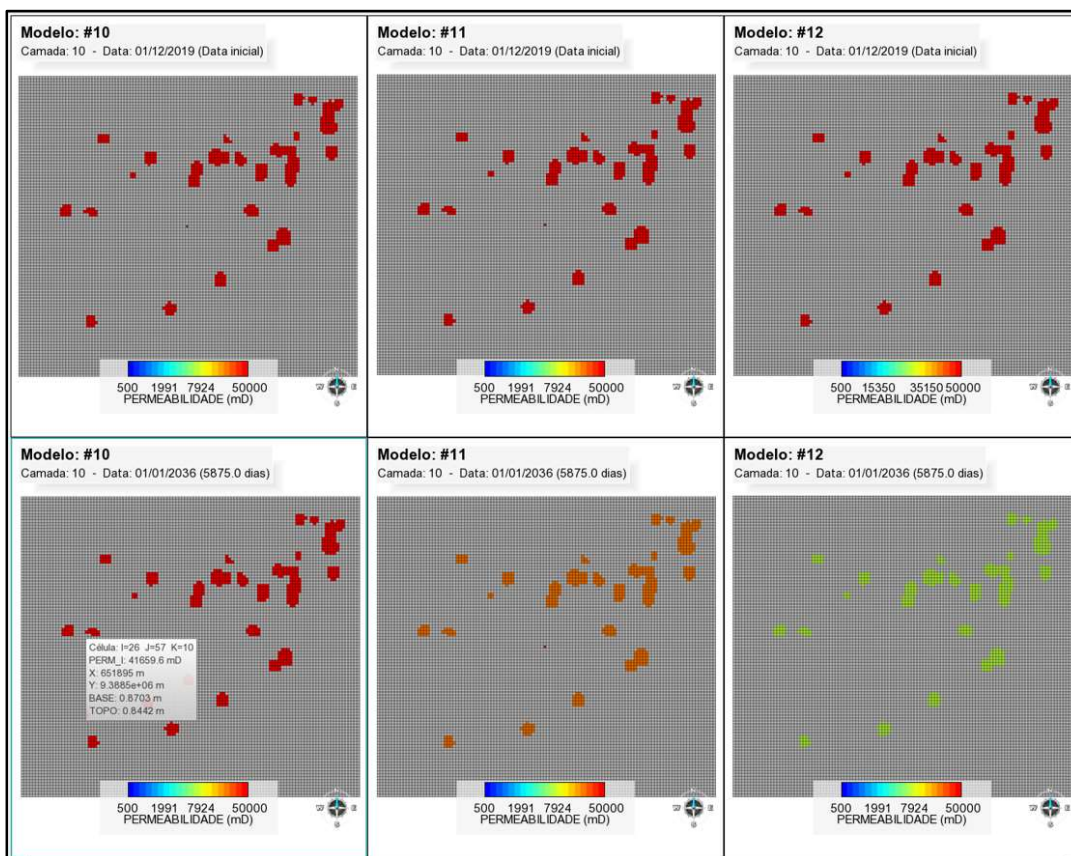 Modelo: #10
Camada: 10 - Data: 01/12/2019 (Data inicial)
500 1991 7924 50000
PERMEABILIDADE (mD)
W E
S
Modelo: #11
Camada: 10 - Data: 01/12/2019 (Data inicial)
500 1991 7924 50000
PERMEABILIDADE (mD)
W E
S
Modelo: #12
Camada: 10 - Data: 01/12/2019 (Data inicial)
500 15350 35150 50000
PERMEABILIDADE (mD)
W E
S
Modelo: #10
Camada: 10 - Data: 01/01/2036 (5875.0 dias)
Célula: I=26 J=57 K=10
PERM_I: 41659.6 mD
X: 651895 m
Y: 9.3885e+06 m
BASE: 0.8703 m
TOPO: 0.8442 m
500 1991 7924 50000
PERMEABILIDADE (mD)
W E
S
Modelo: #11
Camada: 10 - Data: 01/01/2036 (5875.0 dias)
500 1991 7924 50000
PERMEABILIDADE (mD)
W E
S
Modelo: #12
Camada: 10 - Data: 01/01/2036 (5875.0 dias)
500 1991 7924 50000
PERMEABILIDADE (mD)
W E
S